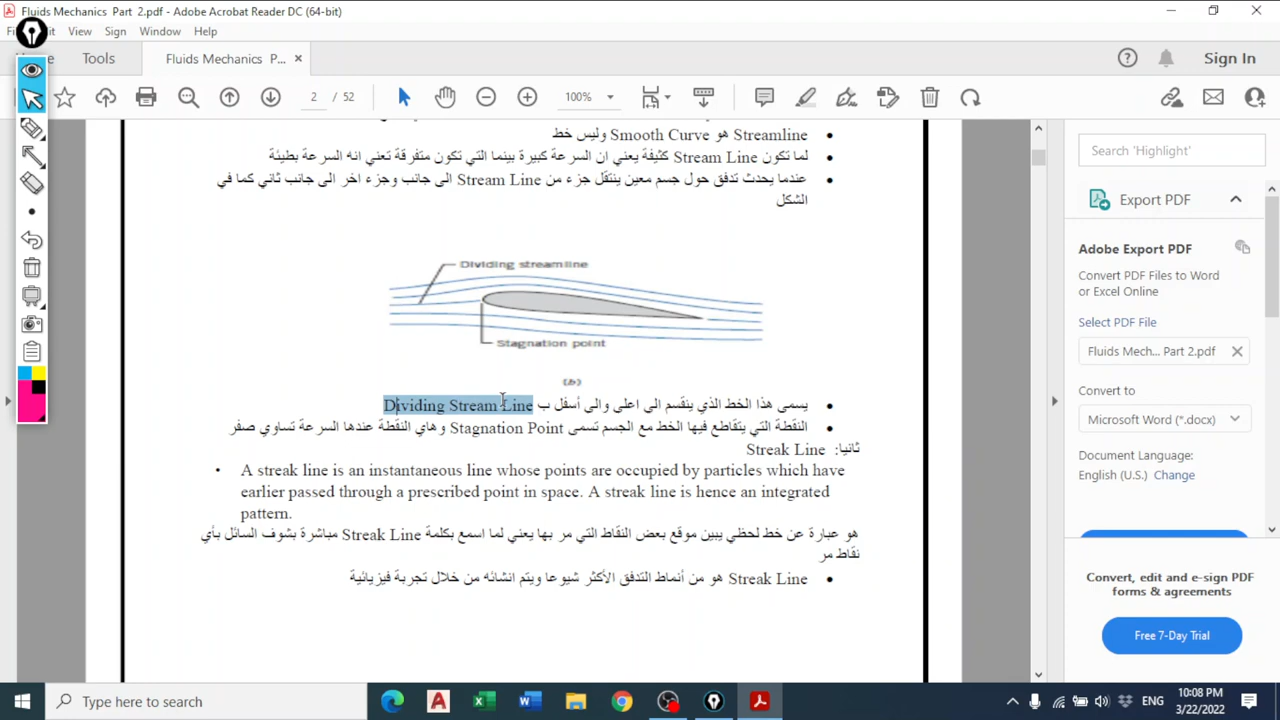 Fluids Mechanics Part 2.pdf - Adobe Acrobat Reader DC (64-bit)
View Sign Window Help
Tools
Fluids Mechanics P...
Sign In
2 / 52
100%
Streamline هو Smooth Curve وليس خط
لما تكون Stream Line كثيفة يعني ان السرعة كبيرة بينما التي تكون متفرقة تعني انه السرعة بطيئة
عندما يحدث تدفق حول جسم معين ينتقل جزء من Stream Line الى جانب وجزء اخر الى جانب ثاني كما في
الشكل
Dividing streamline
Stagnation point
(b)
يسمى هذا الخط الذي ينقسم الى اعلى والى أسفل ب Dividing Stream Line
النقطة التي يتقاطع فيها الخط مع الجسم تسمى Stagnation Point وهاي النقطة عندها السرعة تساوي صفر
ثانيا: Streak Line
• A streak line is an instantaneous line whose points are occupied by particles which have
earlier passed through a prescribed point in space. A streak line is hence an integrated
pattern.
هو عبارة عن خط لحظي يبين موقع بعض النقاط التي مر بها يعني لما اسمع بكلمة Streak Line مباشرة بشوف السائل بأي
نقاط مر
Streak Line هو من أنماط التدفق الأكثر شيوعا ويتم انشائه من خلال تجربة فيزيائية
Search 'Highlight'
Export PDF
Adobe Export PDF
Convert PDF Files to Word
or Excel Online
Select PDF File
Fluids Mech... Part 2.pdf
Convert to
Microsoft Word (*.docx)
Document Language:
English (U.S.) Change
Convert, edit and e-sign PDF
forms & agreements
Free 7-Day Trial
Type here to search
ENG
10:08 PM
3/22/2022